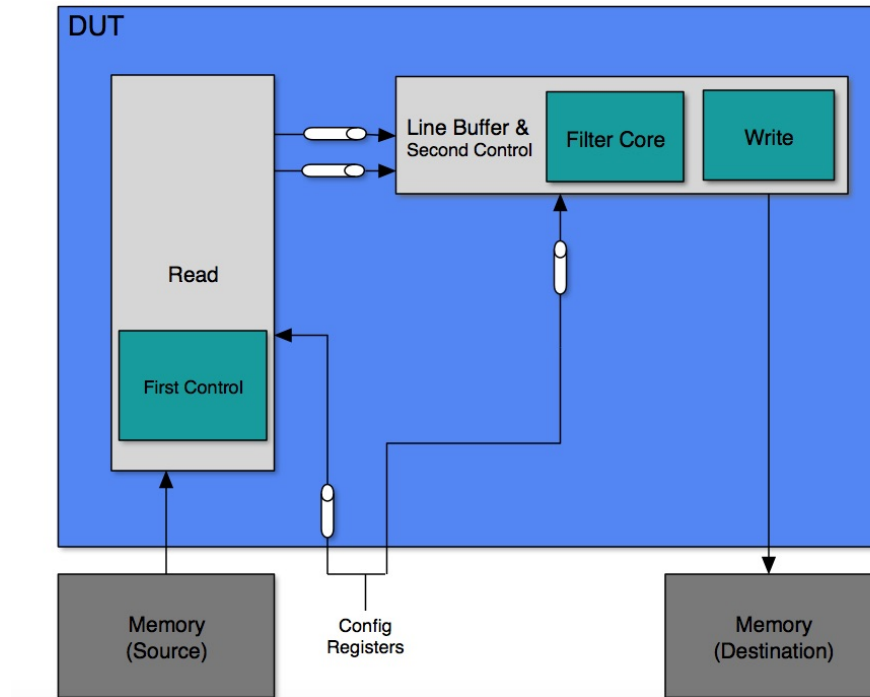 DUT
Line Buffer &
Second Control
Filter Core
Write
Read
First Control
Memory
(Source)
Config
Registers
Memory
(Destination)